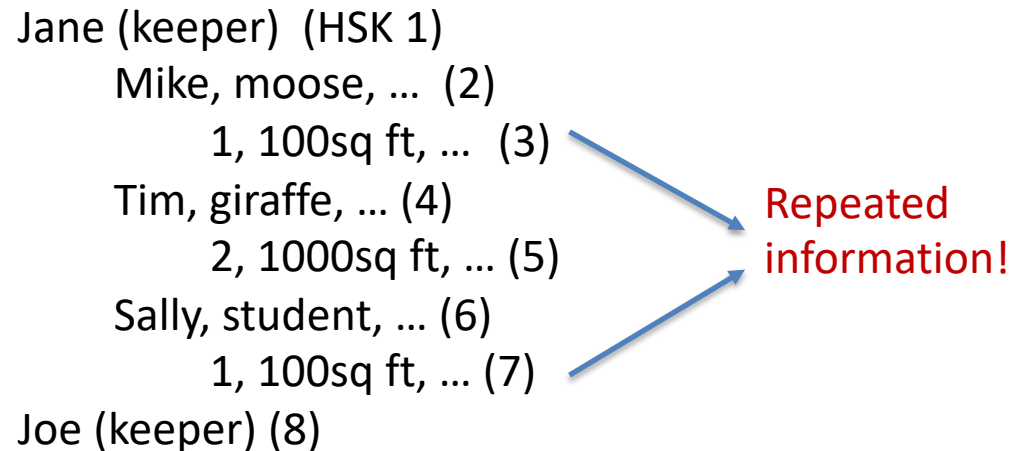 Jane (keeper) (HSK 1)
Mike, moose, … (2)
1, 100sq ft, … (3)
Tim, giraffe, … (4)
2, 1000sq ft, … (5)
Sally, student, … (6)
1, 100sq ft, … (7)
Joe (keeper) (8)
Repeated
information!